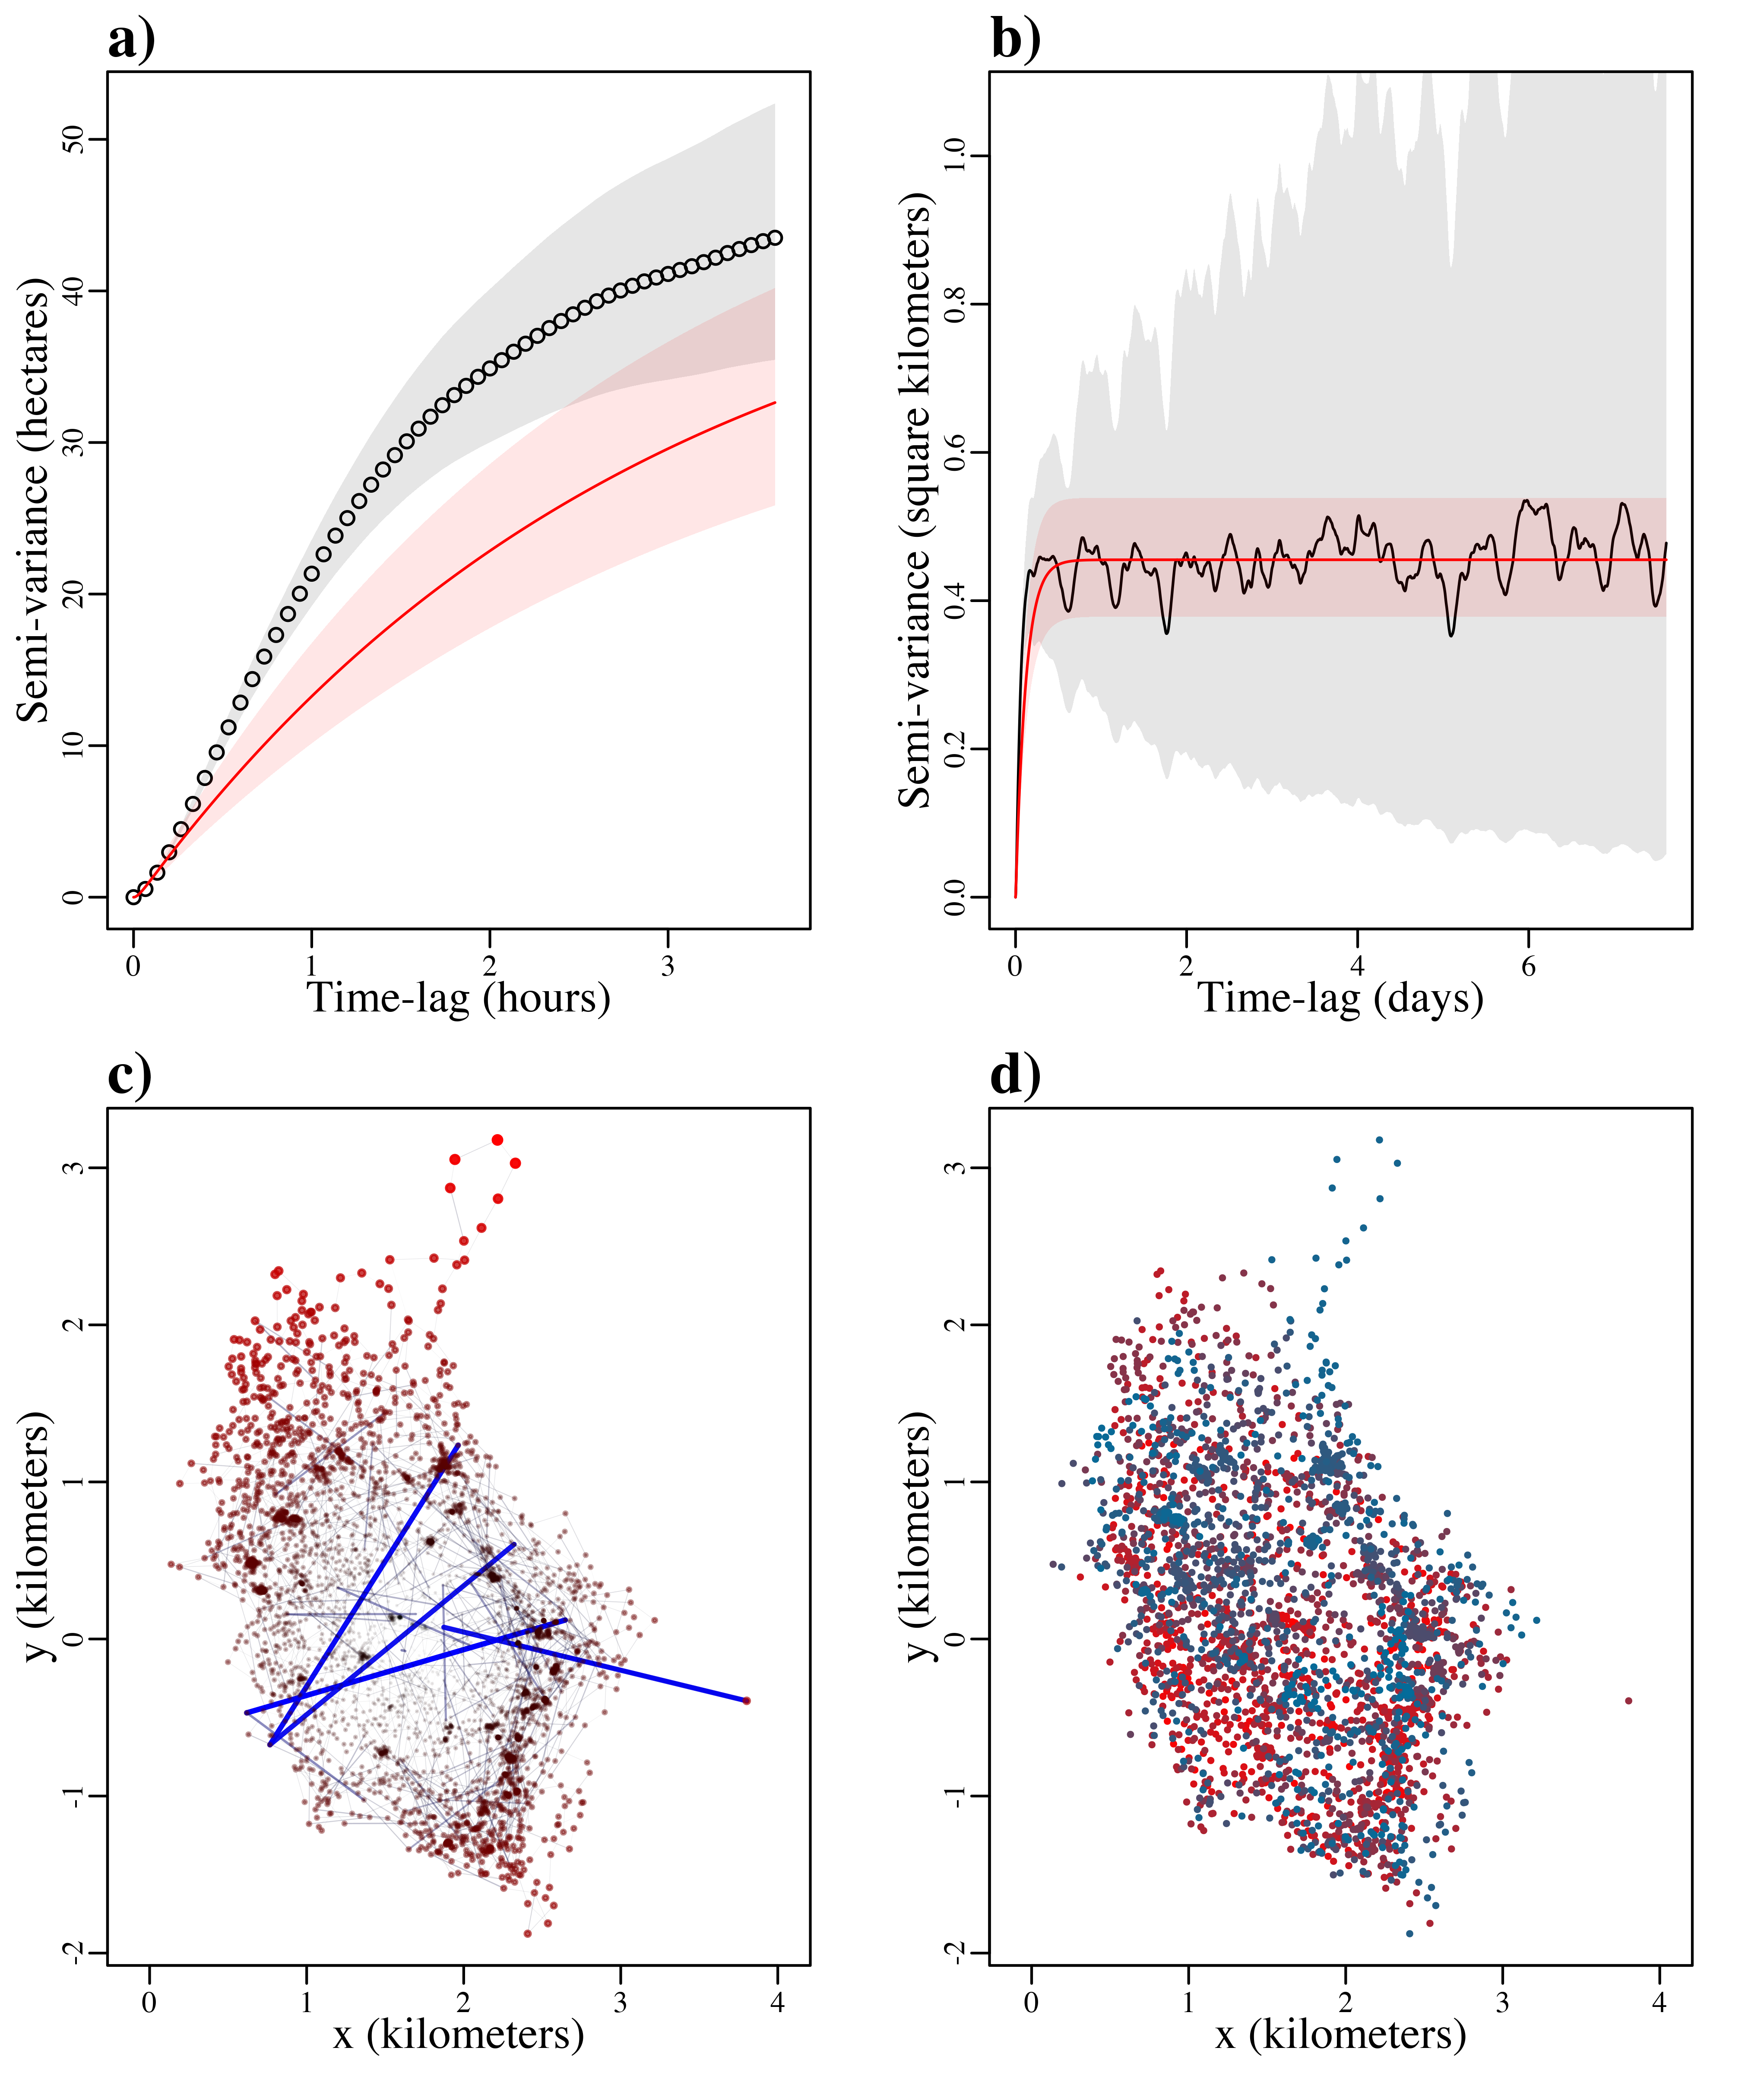 a)
Semi-variance (hectares)
50
40
30
20
10
0
0 1 2 3
Time-lag (hours)
b)
Semi-variance (square kilometers)
1.0
0.8
0.6
0.4
0.2
0.0
0 2 4 6
Time-lag (days)
c)
y (kilometers)
3
2
1
0
-1
-2
0 1 2 3 4
x (kilometers)
d)
y (kilometers)
3
2
1
0
-1
-2
0 1 2 3 4
x (kilometers)